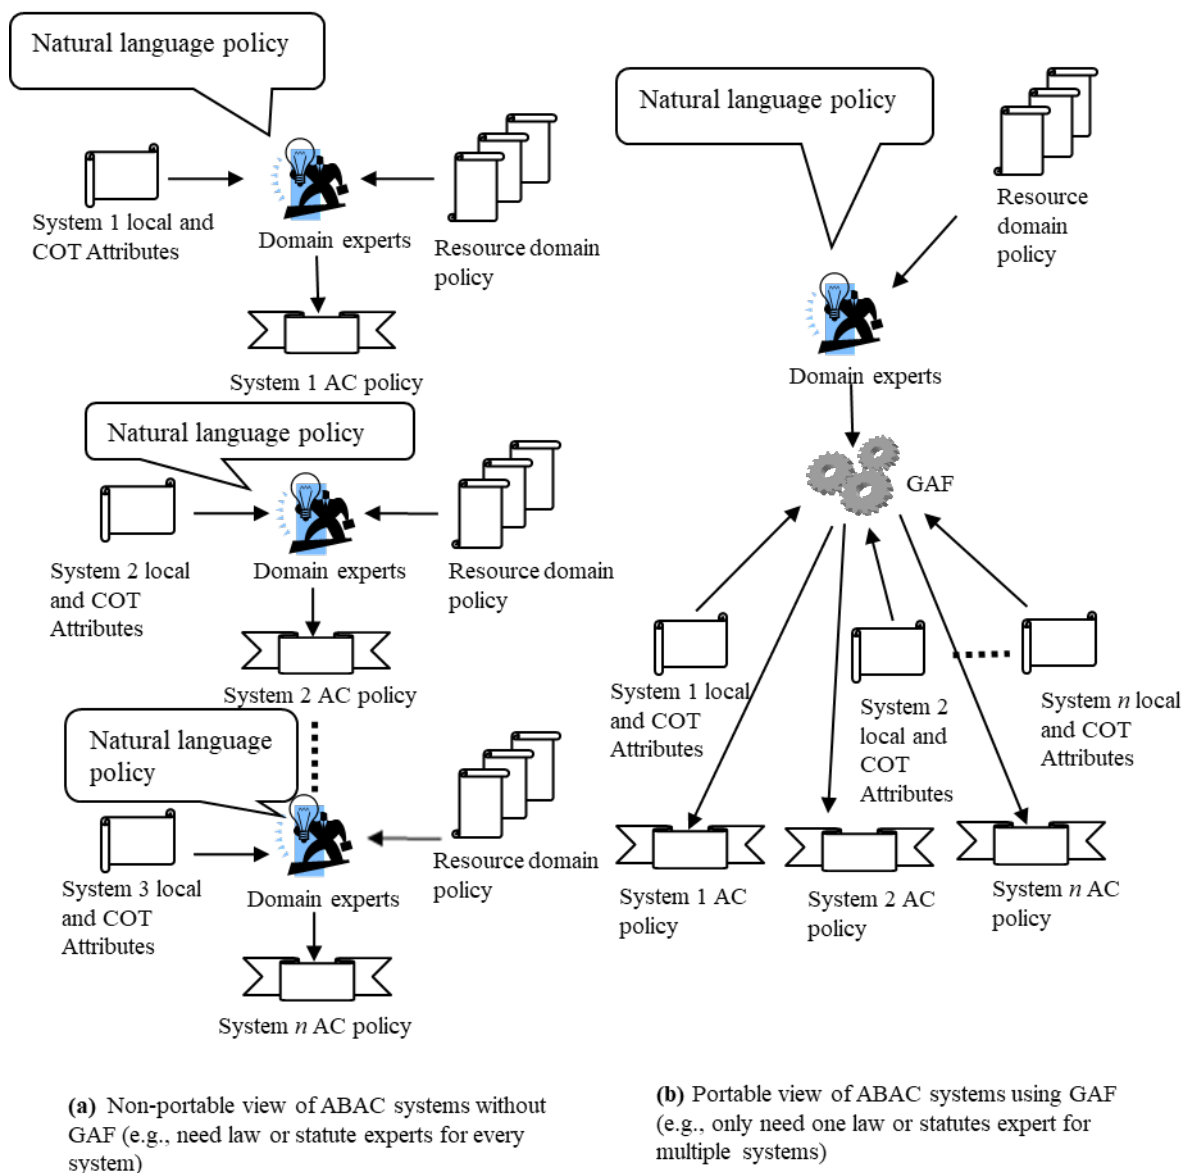 Natural language policy
System 1 local and
COT Attributes
Domain experts
Resource domain
policy
System 1 AC policy
Natural language policy
System 2 local
and COT
Attributes
Domain experts
Resource domain
policy
System 2 AC policy
Natural language
policy
System 3 local
and COT
Attributes
Domain experts
Resource domain
policy
System n AC policy
(a) Non-portable view of ABAC systems without
GAF (e.g., need law or statute experts for every
system)
Natural language policy
Resource
domain
policy
Domain experts
GAF
System 1 local
and COT
Attributes
System 2
local and
COT
Attributes
System n local
and COT
Attributes
System 1 AC
policy
System 2 AC
policy
System n AC
policy
(b) Portable view of ABAC systems using GAF
(e.g., only need one law or statutes expert for
multiple systems)